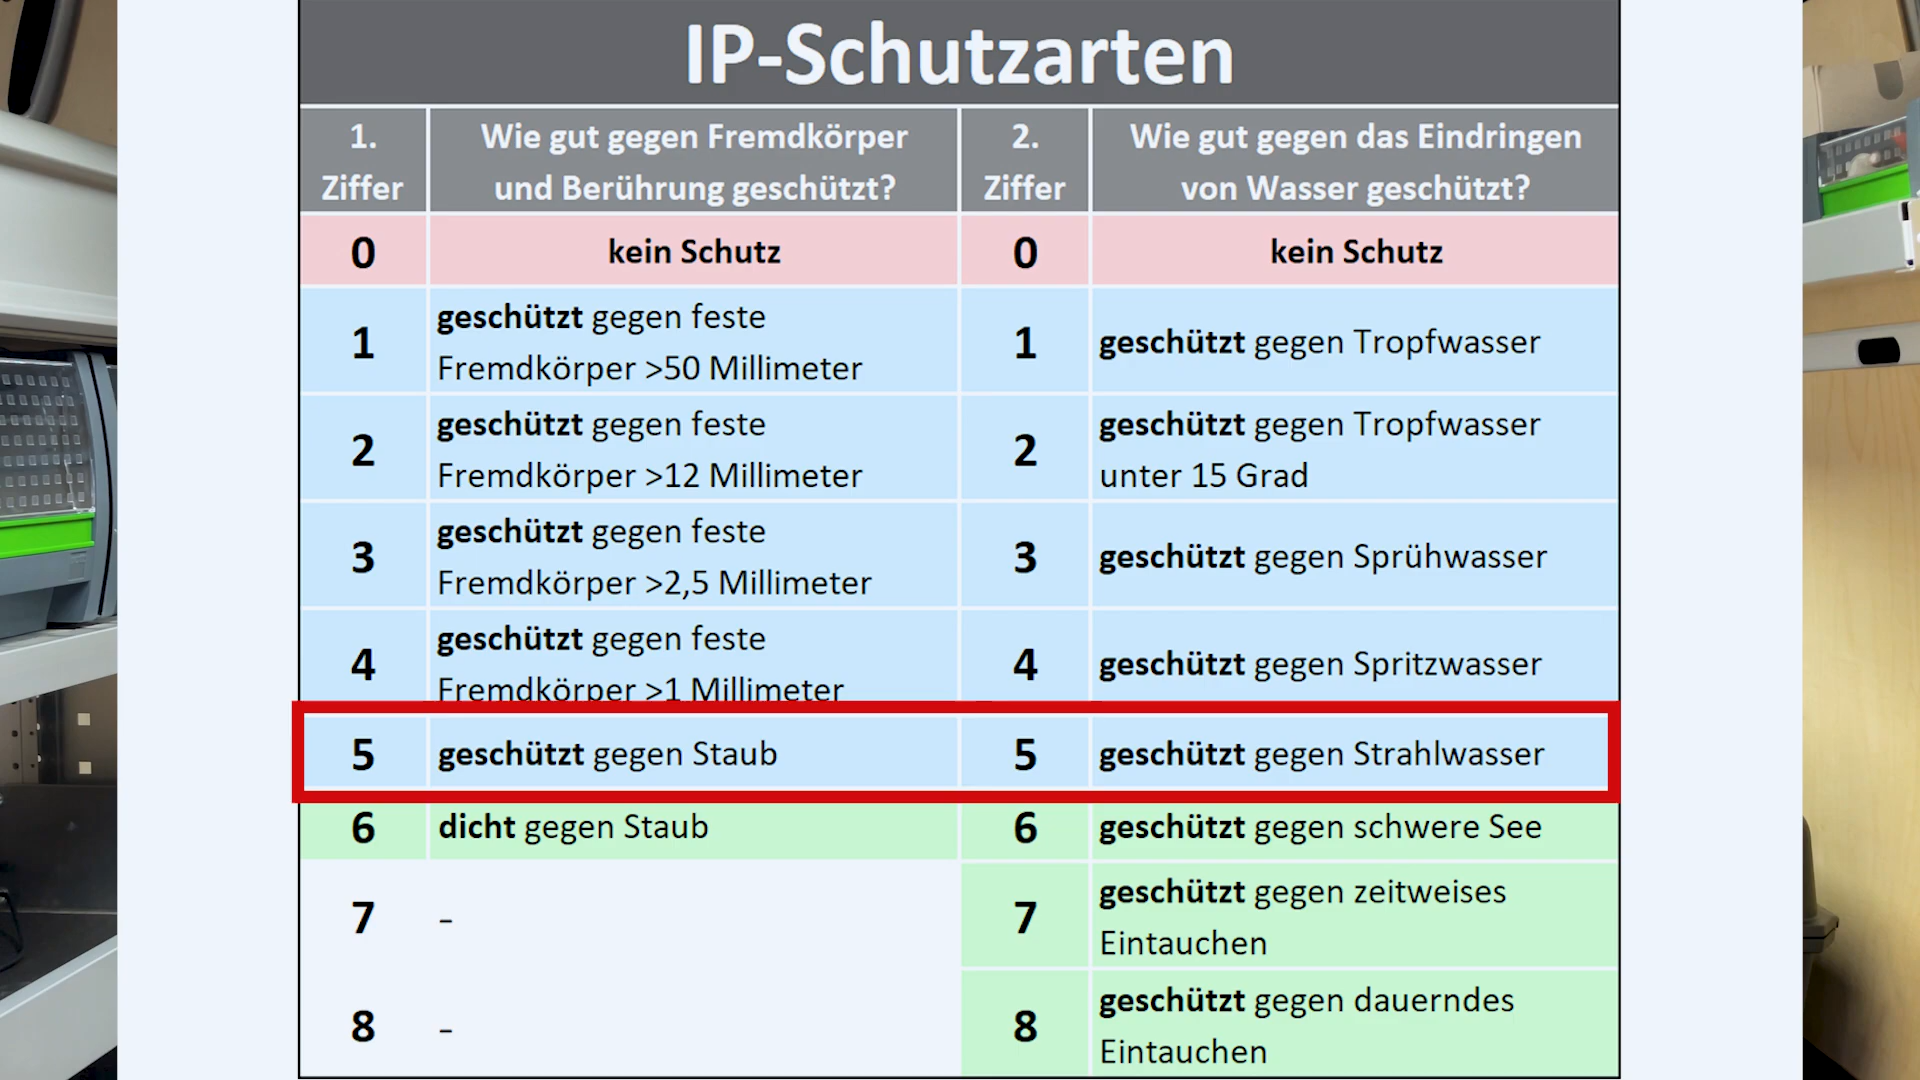 IP-Schutzarten
1.
Ziffer
Wie gut gegen Fremdkörper
und Berührung geschützt?
2.
Ziffer
Wie gut gegen das Eindringen
von Wasser geschützt?
0
kein Schutz
0
kein Schutz
1
geschützt gegen feste
Fremdkörper >50 Millimeter
1
geschützt gegen Tropfwasser
2
geschützt gegen feste
Fremdkörper >12 Millimeter
2
geschützt gegen Tropfwasser
unter 15 Grad
3
geschützt gegen feste
Fremdkörper >2,5 Millimeter
3
geschützt gegen Sprühwasser
4
geschützt gegen feste
Fremdkörper >1 Millimeter
4
geschützt gegen Spritzwasser
5
geschützt gegen Staub
5
geschützt gegen Strahlwasser
6
dicht gegen Staub
6
geschützt gegen schwere See
7
-
7
geschützt gegen zeitweises
Eintauchen
8
-
8
geschützt gegen dauerndes
Eintauchen